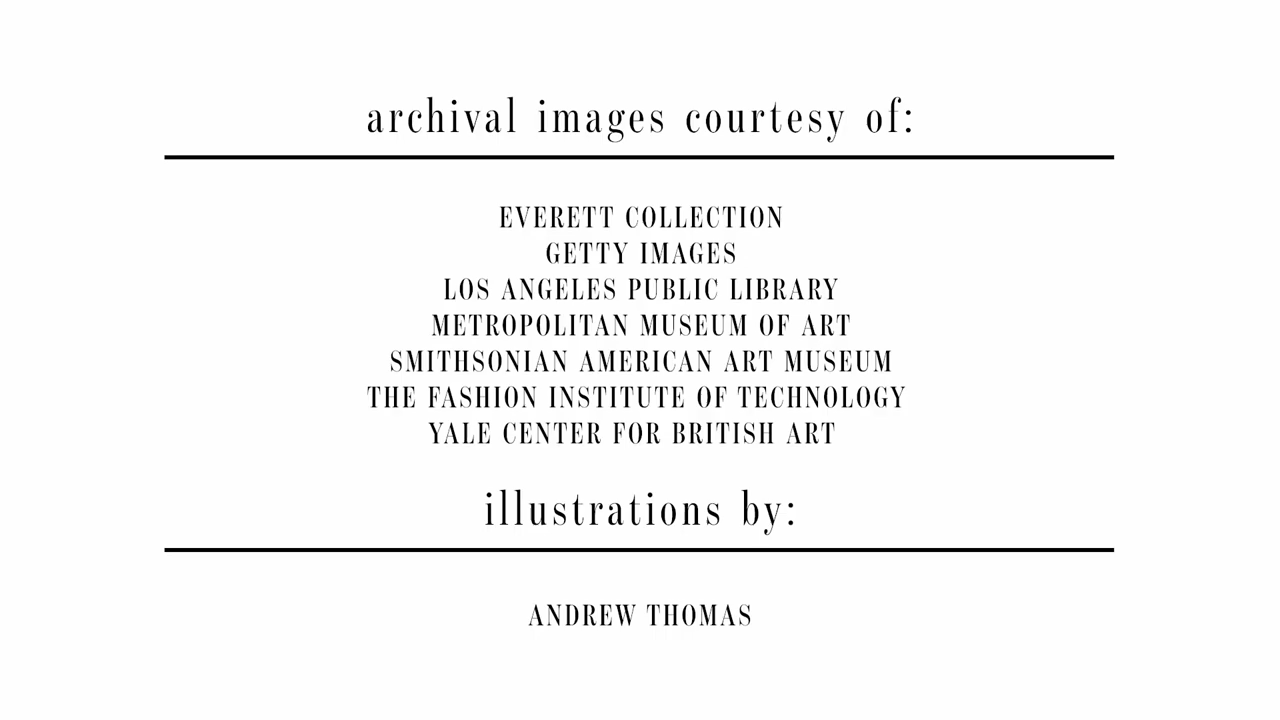 archival images courtesy of:
EVERETT COLLECTION
GETTY IMAGES
LOS ANGELES PUBLIC LIBRARY
METROPOLITAN MUSEUM OF ART
SMITHSONIAN AMERICAN ART MUSEUM
THE FASHION INSTITUTE OF TECHNOLOGY
YALE CENTER FOR BRITISH ART
illustrations by:
ANDREW THOMAS